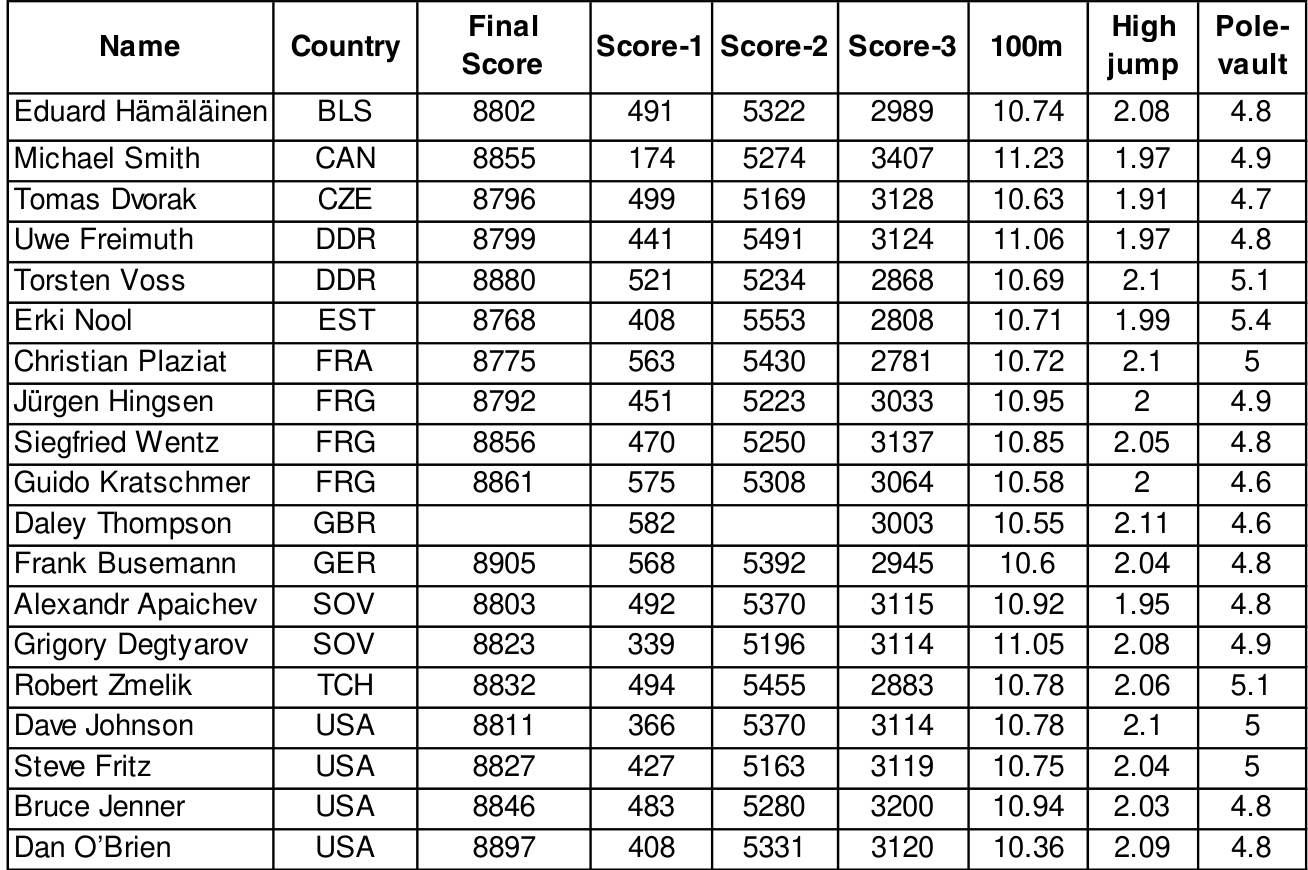 Name Country Final Score Score-1 Score-2 Score-3 100m High jump Pole-vault
Eduard Hämäläinen BLS 8802 491 5322 2989 10.74 2.08 4.8
Michael Smith CAN 8855 174 5274 3407 11.23 1.97 4.9
Tomas Dvorak CZE 8796 499 5169 3128 10.63 1.91 4.7
Uwe Freimuth DDR 8799 441 5491 3124 11.06 1.97 4.8
Torsten Voss DDR 8880 521 5234 2868 10.69 2.1 5.1
Erki Nool EST 8768 408 5553 2808 10.71 1.99 5.4
Christian Plaziat FRA 8775 563 5430 2781 10.72 2.1 5
Jürgen Hingsen FRG 8792 451 5223 3033 10.95 2 4.9
Siegfried Wentz FRG 8856 470 5250 3137 10.85 2.05 4.8
Guido Kratschmer FRG 8861 575 5308 3064 10.58 2 4.6
Daley Thompson GBR 582 3003 10.55 2.11 4.6
Frank Busemann GER 8905 568 5392 2945 10.6 2.04 4.8
Alexandr Apaichev SOV 8803 492 5370 3115 10.92 1.95 4.8
Grigory Degtyarov SOV 8823 339 5196 3114 11.05 2.08 4.9
Robert Zmelik TCH 8832 494 5455 2883 10.78 2.06 5.1
Dave Johnson USA 8811 366 5370 3114 10.78 2.1 5
Steve Fritz USA 8827 427 5163 3119 10.75 2.04 5
Bruce Jenner USA 8846 483 5280 3200 10.94 2.03 4.8
Dan O'Brien USA 8897 408 5331 3120 10.36 2.09 4.8